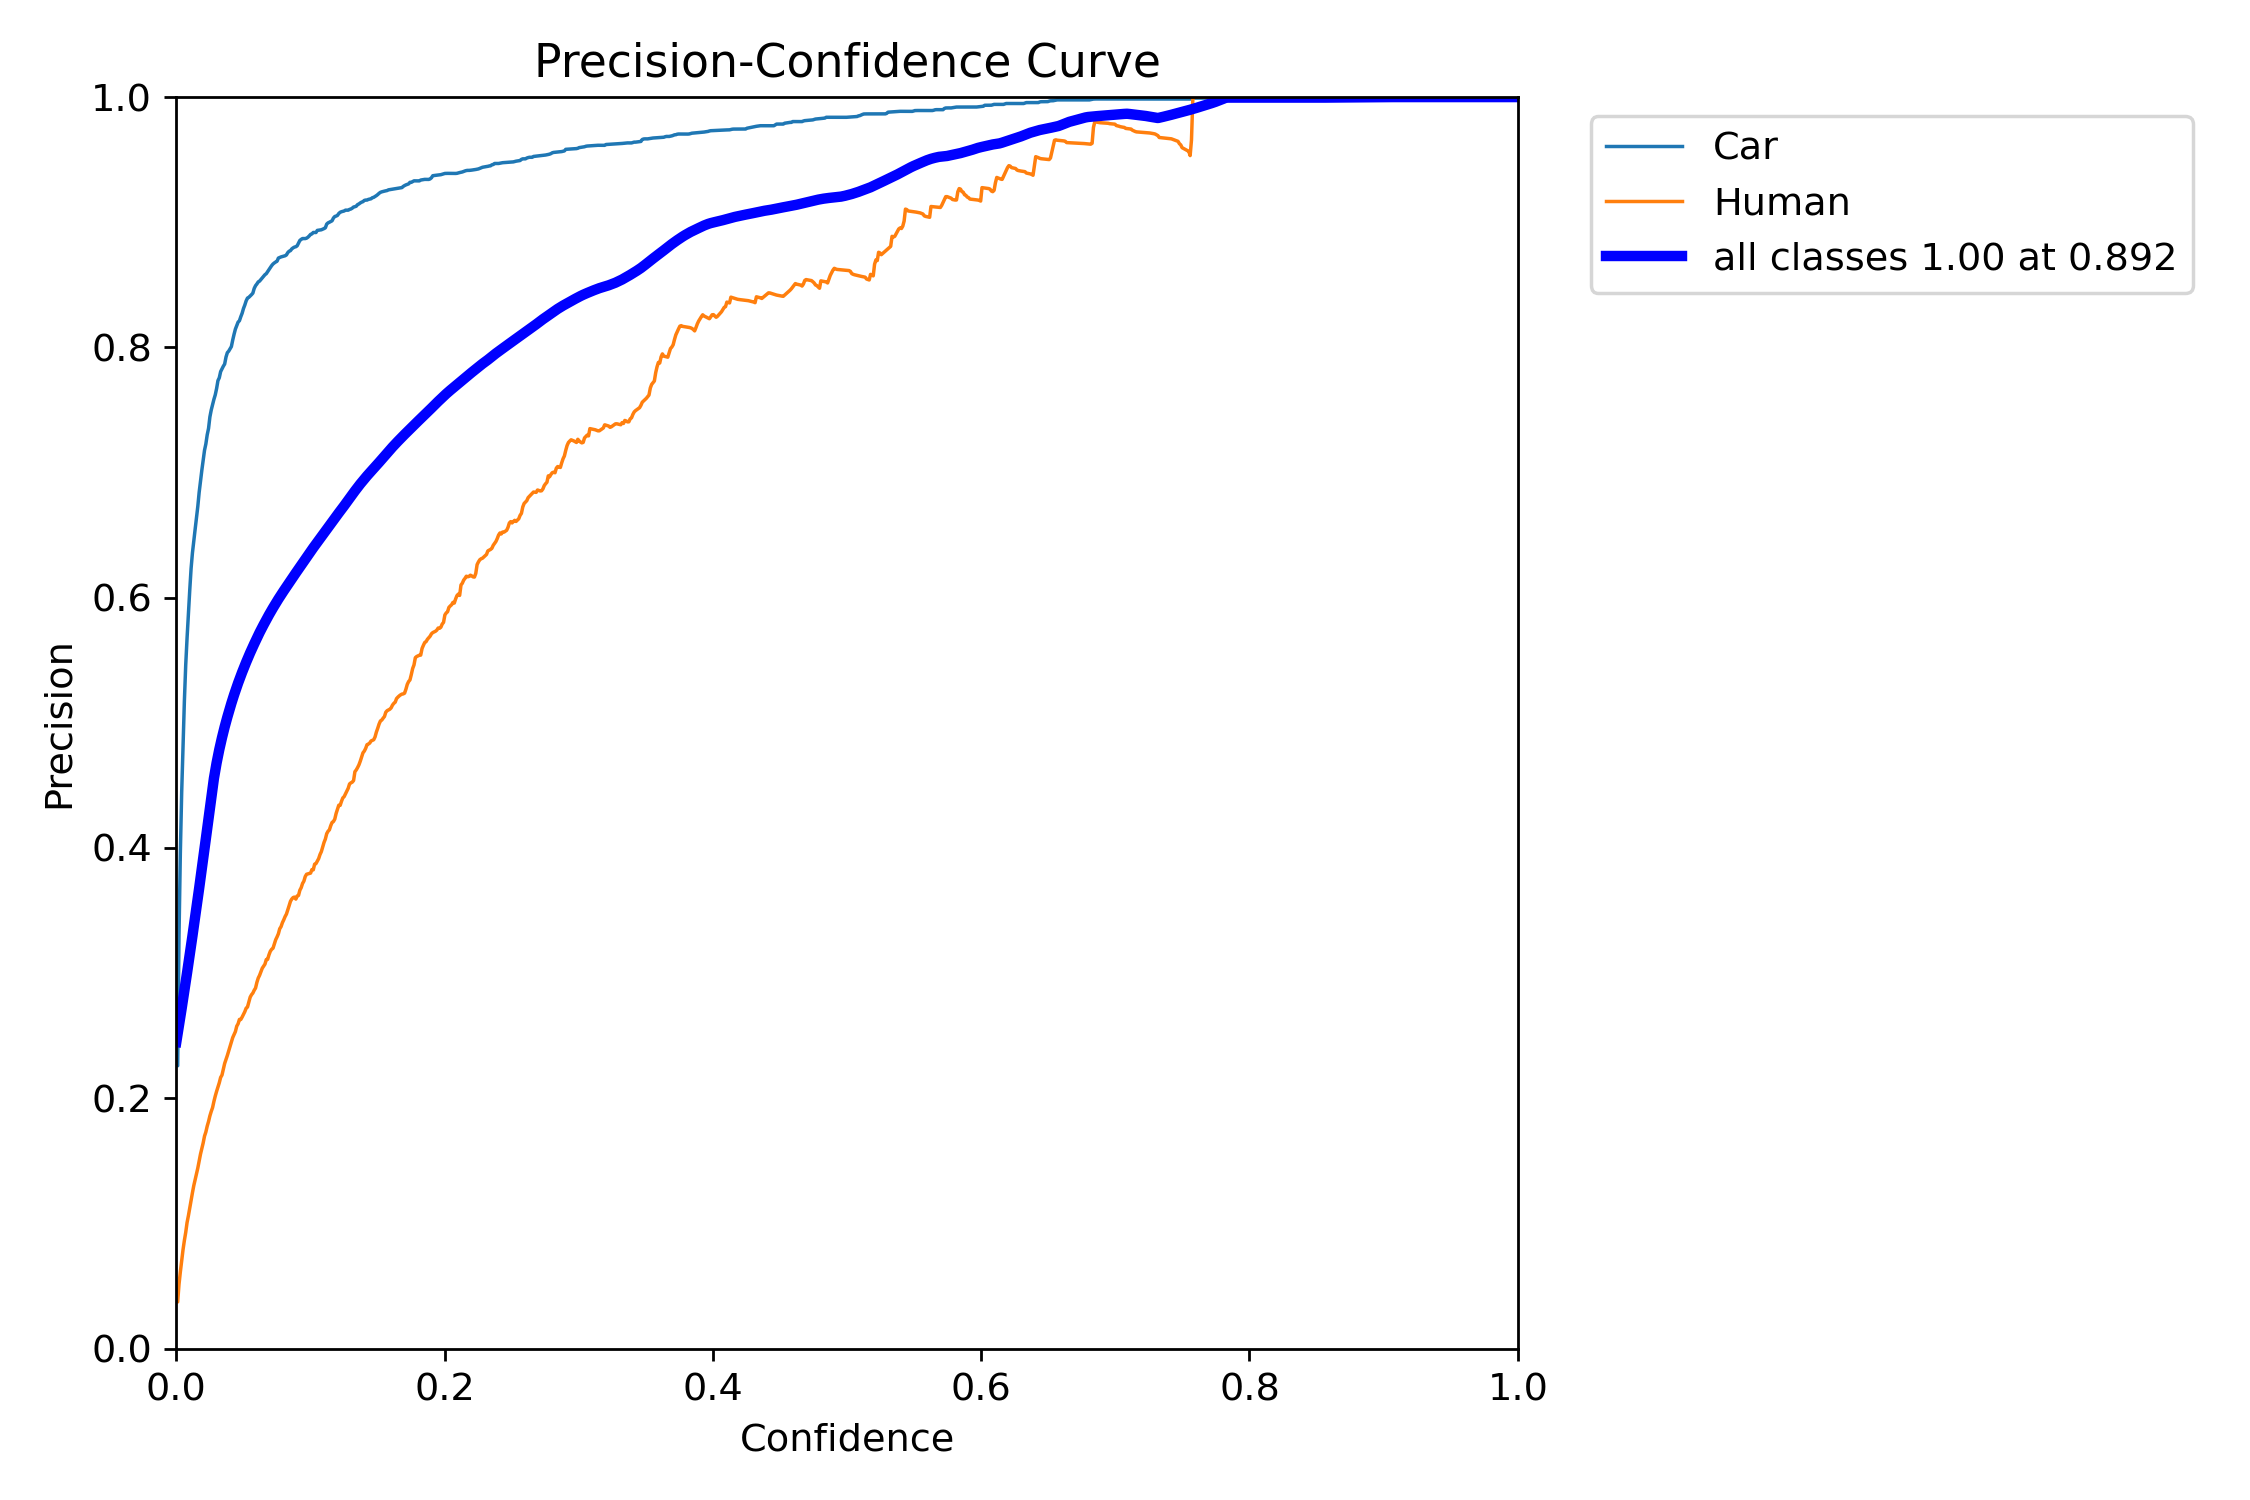 Precision-Confidence Curve
1.0
0.8
0.6
0.4
0.2
0.0
Precision
0.0 0.2 0.4 0.6 0.8 1.0
Confidence
Car
Human
all classes 1.00 at 0.892